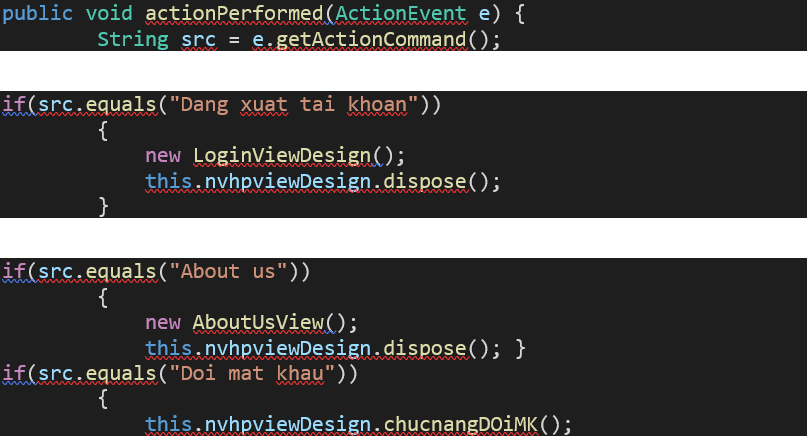 public void actionPerformed(ActionEvent e) {
String src = e.getActionCommand();
if(src.equals("Dang xuat tai khoan"))
{
new LoginViewDesign();
this.nvhpviewDesign.dispose();
}
if(src.equals("About us"))
{
new AboutUsView();
this.nvhpviewDesign.dispose(); }
if(src.equals("Doi mat khau"))
{
this.nvhpviewDesign.chucnangDOiMK();